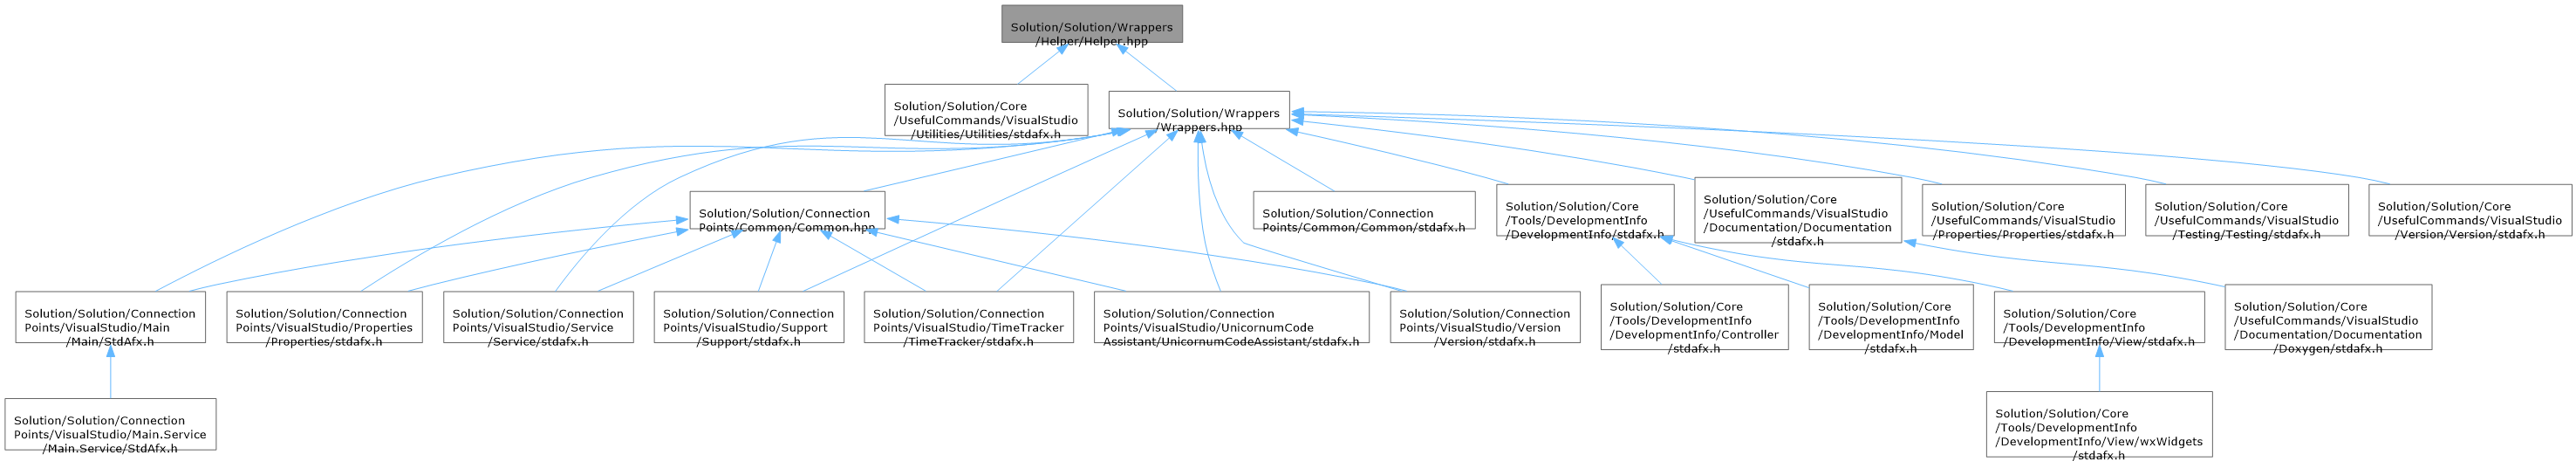 Solution/Solution/Wrappers
/Helper/Helper.hpp
Solution/Solution/Core
/UsefulCommands/VisualStudio
/Utilities/Utilities/stdafx.h
Solution/Solution/Wrappers
/Wrappers.hpp
Solution/Solution/Connection
Points/Common/Common.hpp
Solution/Solution/Connection
Points/Common/Common/stdafx.h
Solution/Solution/Core
/Tools/DevelopmentInfo
/DevelopmentInfo/stdafx.h
Solution/Solution/Core
/UsefulCommands/VisualStudio
/Documentation/Documentation
/stdafx.h
Solution/Solution/Core
/UsefulCommands/VisualStudio
/Properties/Properties/stdafx.h
Solution/Solution/Core
/UsefulCommands/VisualStudio
/Testing/Testing/stdafx.h
Solution/Solution/Core
/UsefulCommands/VisualStudio
/Version/Version/stdafx.h
Solution/Solution/Connection
Points/VisualStudio/Main
/Main/StdAfx.h
Solution/Solution/Connection
Points/VisualStudio/Properties
/Properties/stdafx.h
Solution/Solution/Connection
Points/VisualStudio/Service
/Service/stdafx.h
Solution/Solution/Connection
Points/VisualStudio/Support
/Support/stdafx.h
Solution/Solution/Connection
Points/VisualStudio/TimeTracker
/TimeTracker/stdafx.h
Solution/Solution/Connection
Points/VisualStudio/UnicornumCode
Assistant/UnicornumCodeAssistant/stdafx.h
Solution/Solution/Connection
Points/VisualStudio/Version
/Version/stdafx.h
Solution/Solution/Core
/Tools/DevelopmentInfo
/DevelopmentInfo/Controller
/stdafx.h
Solution/Solution/Core
/Tools/DevelopmentInfo
/DevelopmentInfo/Model
/stdafx.h
Solution/Solution/Core
/Tools/DevelopmentInfo
/DevelopmentInfo/View/stdafx.h
Solution/Solution/Core
/UsefulCommands/VisualStudio
/Documentation/Documentation
/Doxygen/stdafx.h
Solution/Solution/Connection
Points/VisualStudio/Main.Service
/Main.Service/StdAfx.h
Solution/Solution/Core
/Tools/DevelopmentInfo
/DevelopmentInfo/View/wxWidgets
/stdafx.h